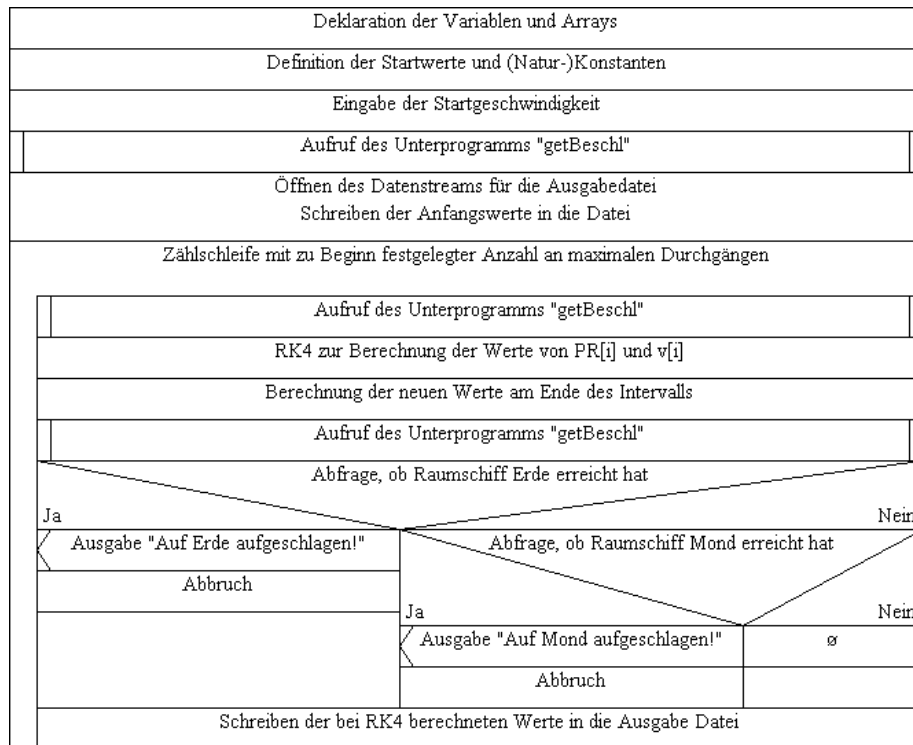 Deklaration der Variablen und Arrays
Definition der Startwerte und (Natur-)Konstanten
Eingabe der Startgeschwindigkeit
Aufruf des Unterprogramms "getBeschl"
Öffnen des Datenstreams für die Ausgabedatei
Schreiben der Anfangswerte in die Datei
Zählschleife mit zu Beginn festgelegter Anzahl an maximalen Durchgängen
Aufruf des Unterprogramms "getBeschl"
RK4 zur Berechnung der Werte von PR[i] und v[i]
Berechnung der neuen Werte am Ende des Intervalls
Aufruf des Unterprogramms "getBeschl"
Abfrage, ob Raumschiff Erde erreicht hat
Ja
Nein
Ausgabe "Auf Erde aufgeschlagen!"
Abfrage, ob Raumschiff Mond erreicht hat
Abbruch
Ja
Nein
Ausgabe "Auf Mond aufgeschlagen!"
ø
Abbruch
Schreiben der bei RK4 berechneten Werte in die Ausgabe Datei